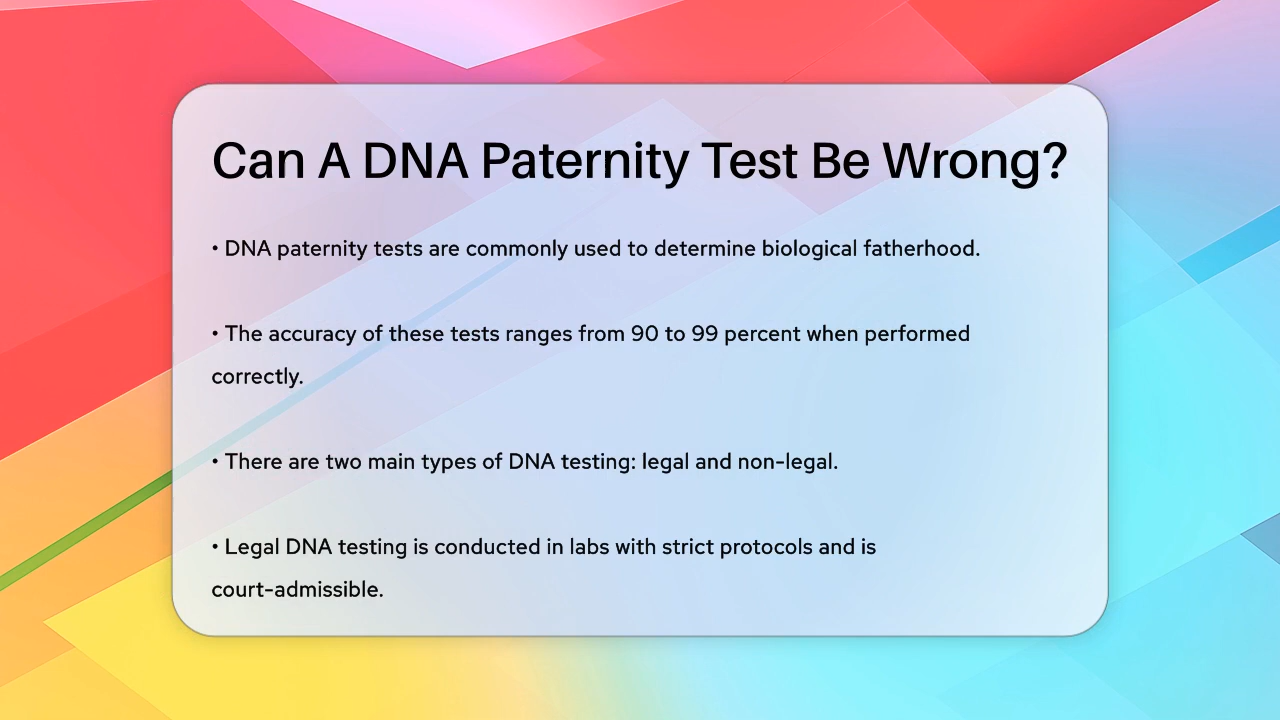 Can A DNA Paternity Test Be Wrong?
• DNA paternity tests are commonly used to determine biological fatherhood.
• The accuracy of these tests ranges from 90 to 99 percent when performed
correctly.
• There are two main types of DNA testing: legal and non-legal.
• Legal DNA testing is conducted in labs with strict protocols and is
court-admissible.